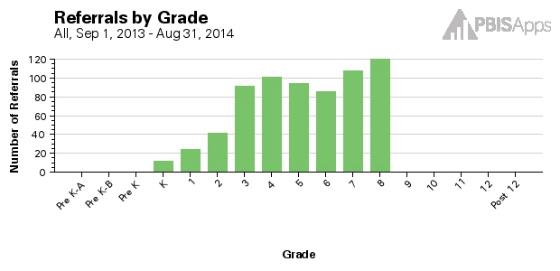 Referrals by Grade
All, Sep 1, 2013 - Aug 31, 2014
PBISApps
Number of Referrals
120
100
80
60
40
20
0
Pre K-A
Pre K-B
Pre K
K
1
2
3
4
5
6
7
8
9
10
11
12
Post 12
Grade